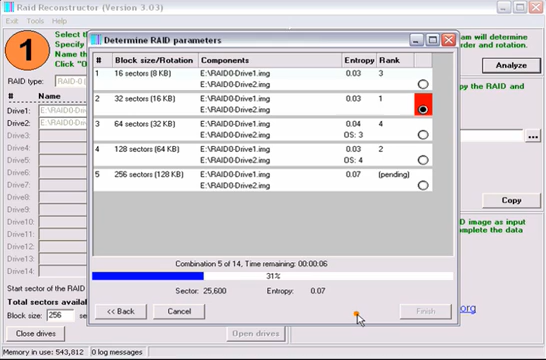 Raid Reconstructor (Version 3.03)
Exit Tools Help
1
Select t
Specify
Name th
Click "O
am will determine
rder and rotation.
Analyze
RAID type: RAID-0
# Name
Drive1: E:\RAID0-Driv
Drive2: E:\RAID0-Driv
Drive3:
Drive4:
Drive5:
Drive6:
Drive7:
Drive8:
Drive9:
Drive10:
Drive11:
Drive12:
Drive13:
Drive14:
Start sector of the RAID
Total sectors availal
Block size: 256 se
Close drives
Open drives
py the RAID and
...
Copy
D image as input
mplete the data
org
Memory in use: 543,812 0 log messages
Determine RAID parameters
# Block size/Rotation Components Entropy Rank
1 16 sectors (8 KB) E:\RAID0-Drive1.img 0.03 3
E:\RAID0-Drive2.img
2 32 sectors (16 KB) E:\RAID0-Drive1.img 0.03 1
E:\RAID0-Drive2.img
3 64 sectors (32 KB) E:\RAID0-Drive1.img 0.04 4
E:\RAID0-Drive2.img OS: 3
4 128 sectors (64 KB) E:\RAID0-Drive1.img 0.03 2
E:\RAID0-Drive2.img OS: 4
5 256 sectors (128 KB) E:\RAID0-Drive1.img 0.07 (pending)
E:\RAID0-Drive2.img
Combination 5 of 14, Time remaining: 00:00:06
31%
Sector: 25,600 Entropy: 0.07
<< Back
Cancel
Finish